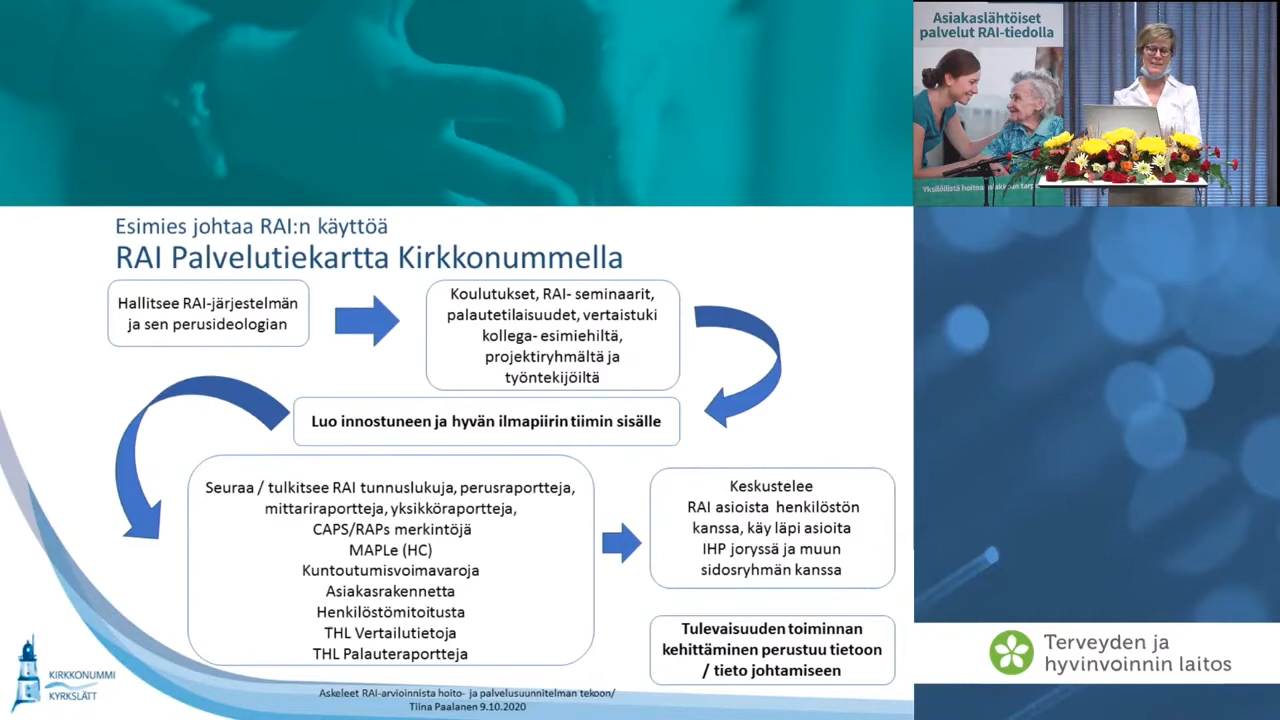 Esimies johtaa RAI:n käyttöä
RAI Palvelutiekartta Kirkkonummella
Hallitsee RAI-järjestelmän
ja sen perusideologian
Koulutukset, RAI- seminaarit,
palautetilaisuudet, vertaistuki
kollega- esimiehiltä,
projektiryhmältä ja
työntekijöiltä
Luo innostuneen ja hyvän ilmapiirin tiimin sisälle
Seuraa / tulkitsee RAI tunnuslukuja, perusraportteja,
mittariraportteja, yksikköraportteja,
CAPS/RAPs merkintöjä
MAPLe (HC)
Kuntoutumisvoimavaroja
Asiakasrakennetta
Henkilöstömitoitusta
THL Vertailutietoja
THL Palauteraportteja
Keskustelee
RAI asioista henkilöstön
kanssa, käy läpi asioita
IHP joryssä ja muun
sidosryhmän kanssa
Tulevaisuuden toiminnan
kehittäminen perustuu tietoon
/ tieto johtamiseen
KIRKKONUMMI
KYRKSLÄTT
Askeleet RAI-arvioinnista hoito- ja palvelusuunnitelman tekoon/
Tiina Paalanen 9.10.2020
Asiakaslähtöiset
palvelut RAI-tiedolla
Yksilöllistä
Terveyden ja
hyvinvoinnin laitos